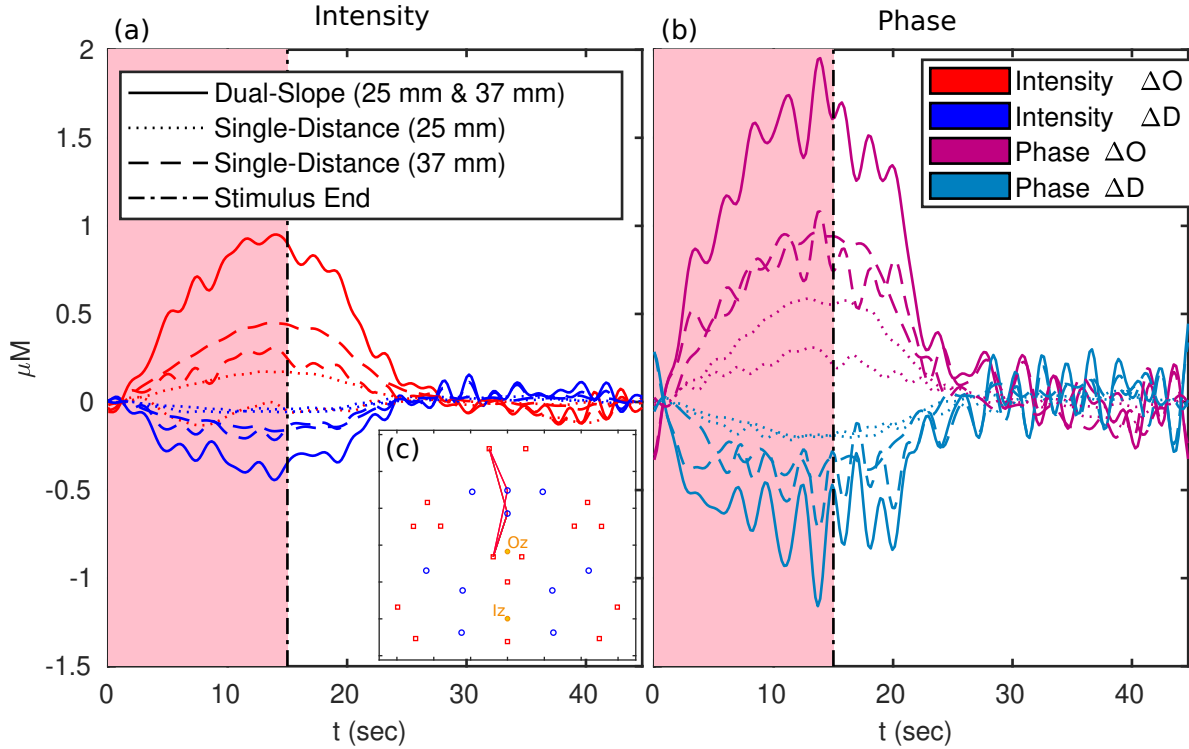 Intensity
Phase
(a)
(b)
2
1.5
1
0.5
0
-0.5
-1
-1.5
μM
Dual-Slope (25 mm & 37 mm)
Single-Distance (25 mm)
Single-Distance (37 mm)
Stimulus End
Intensity ΔO
Intensity ΔD
Phase ΔO
Phase ΔD
(c)
Oz
Iz
0
10
20
30
40
0
10
20
30
40
t (sec)
t (sec)